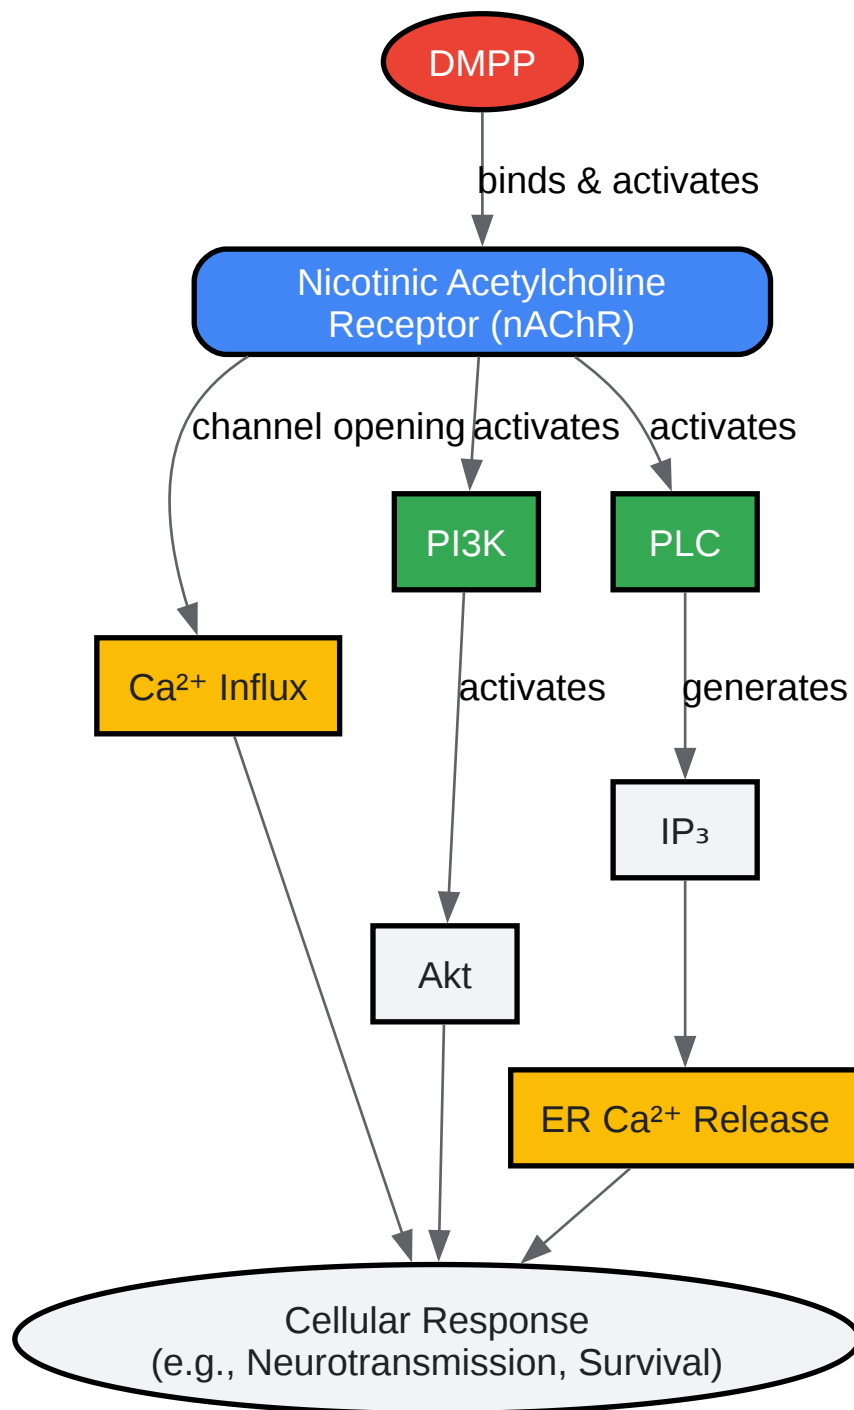 DMPP
binds & activates
Nicotinic Acetylcholine
Receptor (nAChR)
channel opening
activates
activates
PI3K
PLC
Ca²⁺ Influx
activates
generates
IP₃
Akt
ER Ca²⁺ Release
Cellular Response
(e.g., Neurotransmission, Survival)